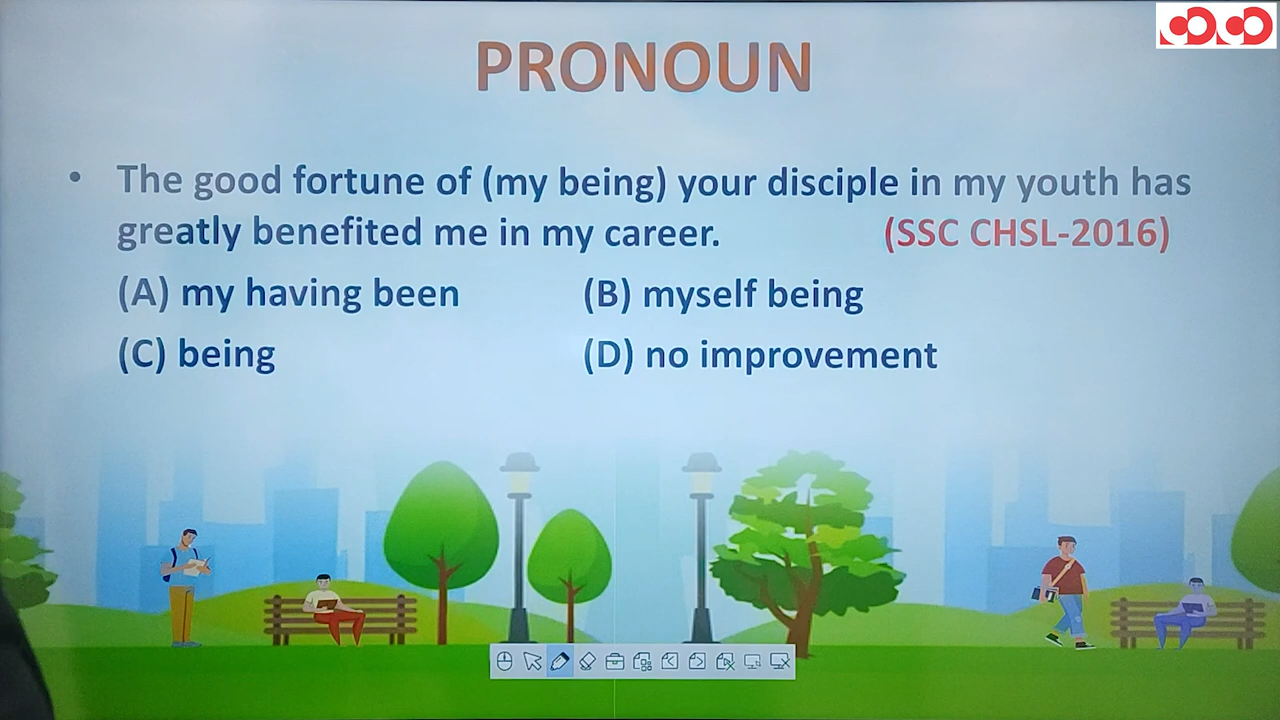 PRONOUN
• The good fortune of (my being) your disciple in my youth has
greatly benefited me in my career. (SSC CHSL-2016)
(A) my having been (B) myself being
(C) being (D) no improvement